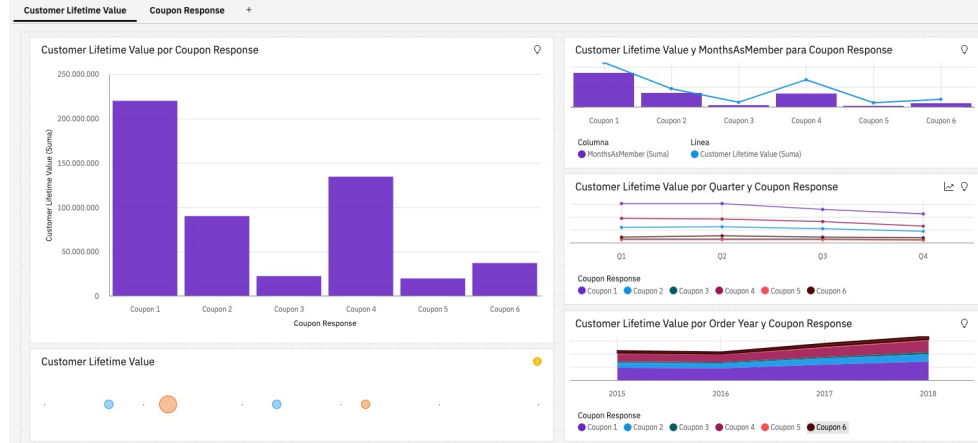 Customer Lifetime Value Coupon Response +
Customer Lifetime Value por Coupon Response
250.000.000
200.000.000
150.000.000
100.000.000
50.000.000
0
Customer Lifetime Value (Suma)
Coupon 1 Coupon 2 Coupon 3 Coupon 4 Coupon 5 Coupon 6
Coupon Response
Customer Lifetime Value
Customer Lifetime Value y MonthsAsMember para Coupon Response
Coupon 1 Coupon 2 Coupon 3 Coupon 4 Coupon 5 Coupon 6
Columna Línea
MonthsAsMember (Suma) Customer Lifetime Value (Suma)
Customer Lifetime Value por Quarter y Coupon Response
Q1 Q2 Q3 Q4
Coupon Response
Coupon 1 Coupon 2 Coupon 3 Coupon 4 Coupon 5 Coupon 6
Customer Lifetime Value por Order Year y Coupon Response
2015 2016 2017 2018
Coupon Response
Coupon 1 Coupon 2 Coupon 3 Coupon 4 Coupon 5 Coupon 6